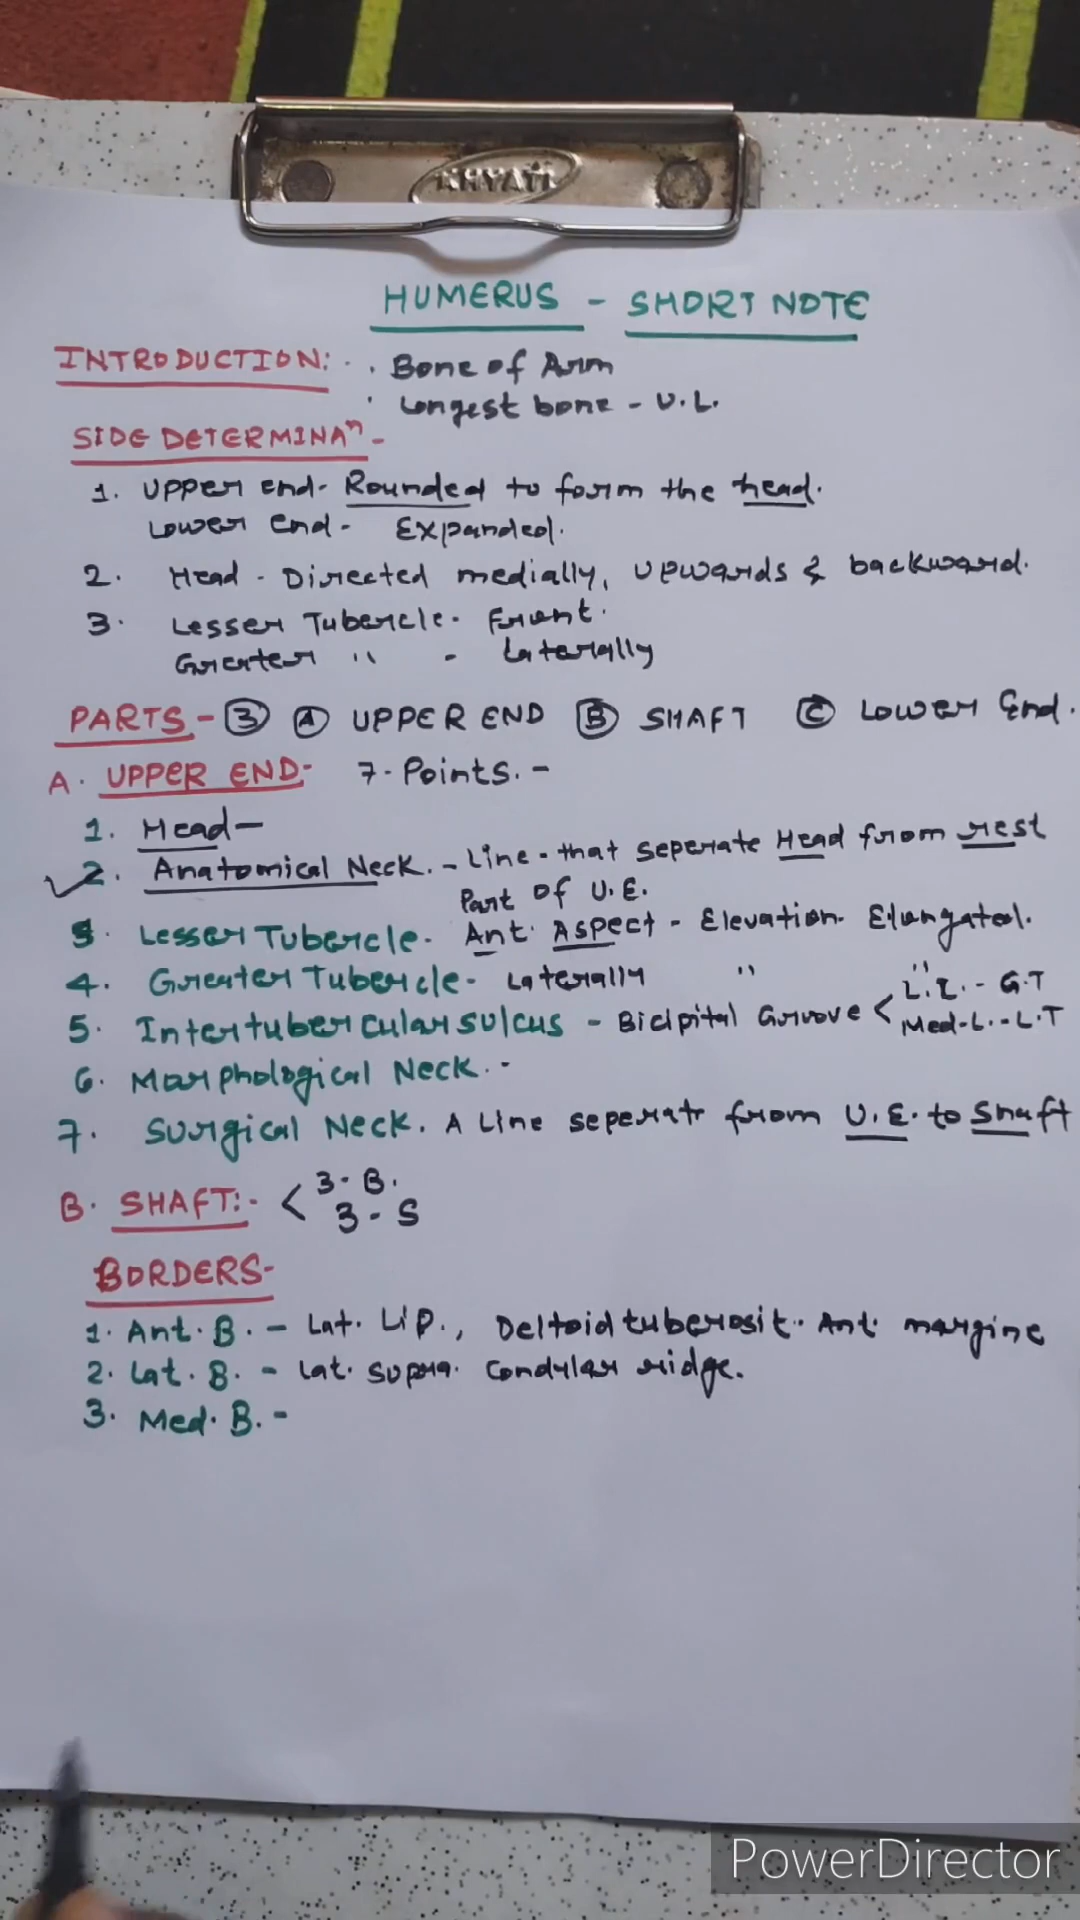 KHYATI
HUMERUS - SHORT NOTE
INTRODUCTION: - . Bone of Arm
. Longest bone - U.L.
SIDE DETERMINAⁿ -
1. Upper end - Rounded to form the head.
Lower end - Expanded.
2. Head - Directed medially, upwards & backward.
3. Lesser Tubercle - Front.
Greater " - Laterally
PARTS - ③ Ⓐ UPPER END Ⓑ SHAFT Ⓒ LOWER End.
A. UPPER END - 7-Points. -
1. Head -
2. Anatomical Neck. - Line - that seperate Head from rest
Part of U.E.
3. Lesser Tubercle - Ant. Aspect - Elevation - Elongated.
4. Greater Tubercle - Laterally " "
5. Intertubercular sulcus - Bicipital Groove < L.L. - G.T
Med-L. - L.T
6. Morphological Neck. -
7. Surgical Neck. A Line seperatr from U.E. to Shaft
B. SHAFT: - < 3 - B.
3 - S
BORDERS -
1. Ant. B. - Lat. Lip., Deltoid tuberosit. Ant. margine
2. Lat. B. - Lat. supra. Condylar ridge.
3. Med. B. -
PowerDirector